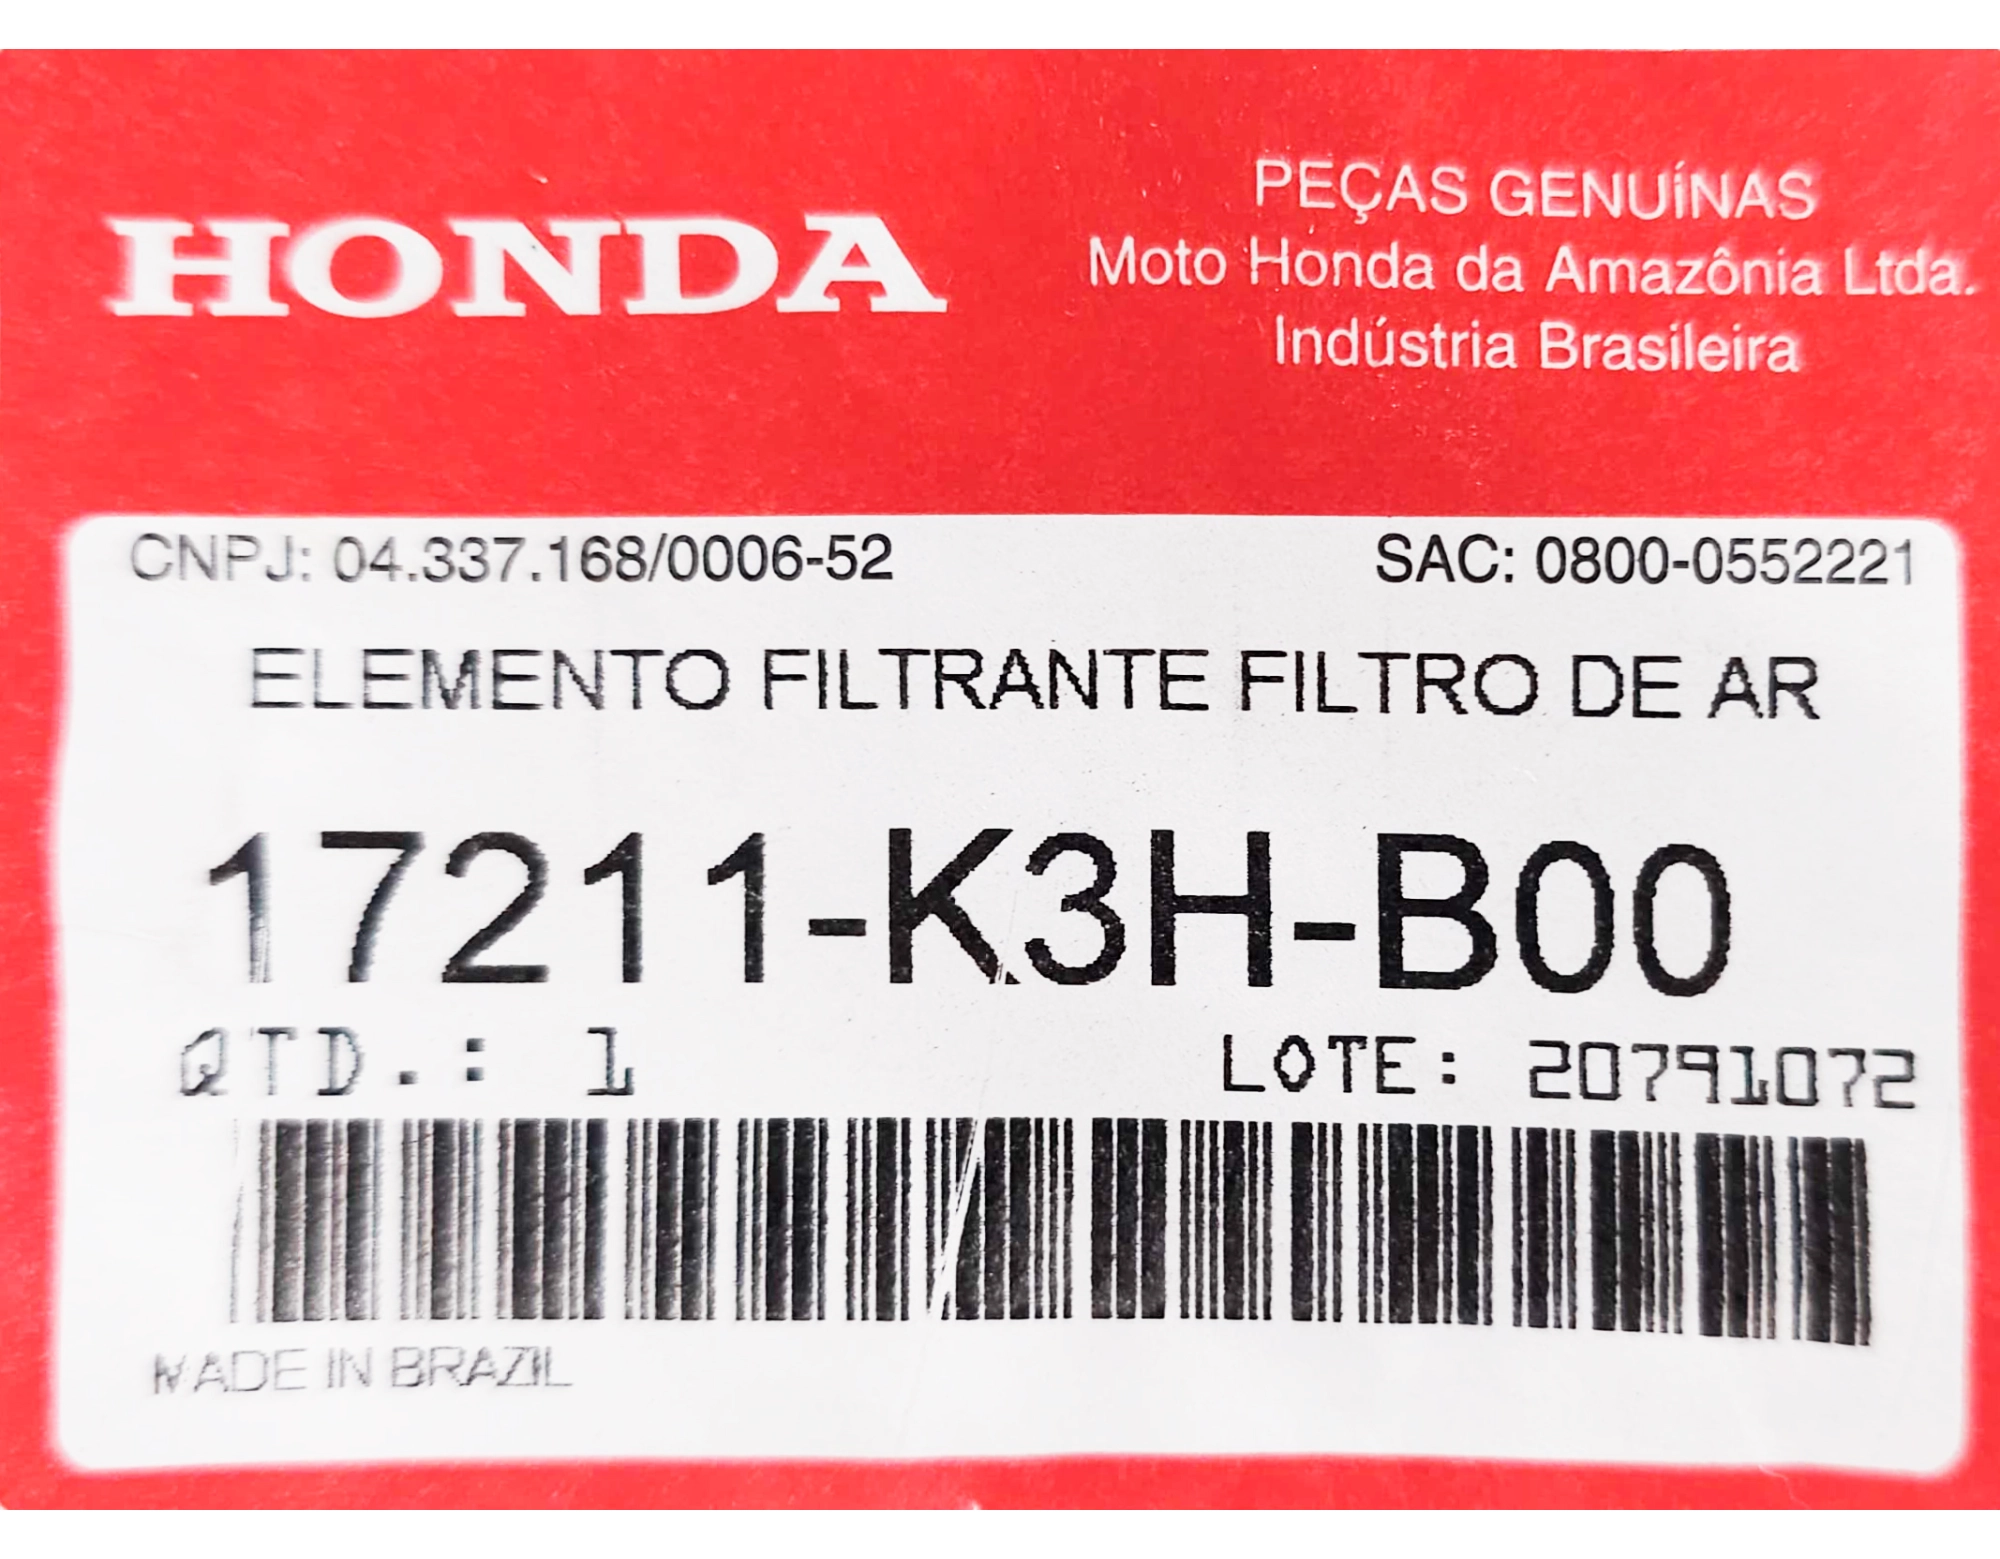 HONDA
PEÇAS GENUÍNAS
Moto Honda da Amazônia Ltda.
Indústria Brasileira
CNPJ: 04.337.168/0006-52
SAC: 0800-0552221
ELEMENTO FILTRANTE FILTRO DE AR
17211-K3H-B00
QTD.: 1
LOTE: 20791072
MADE IN BRAZIL